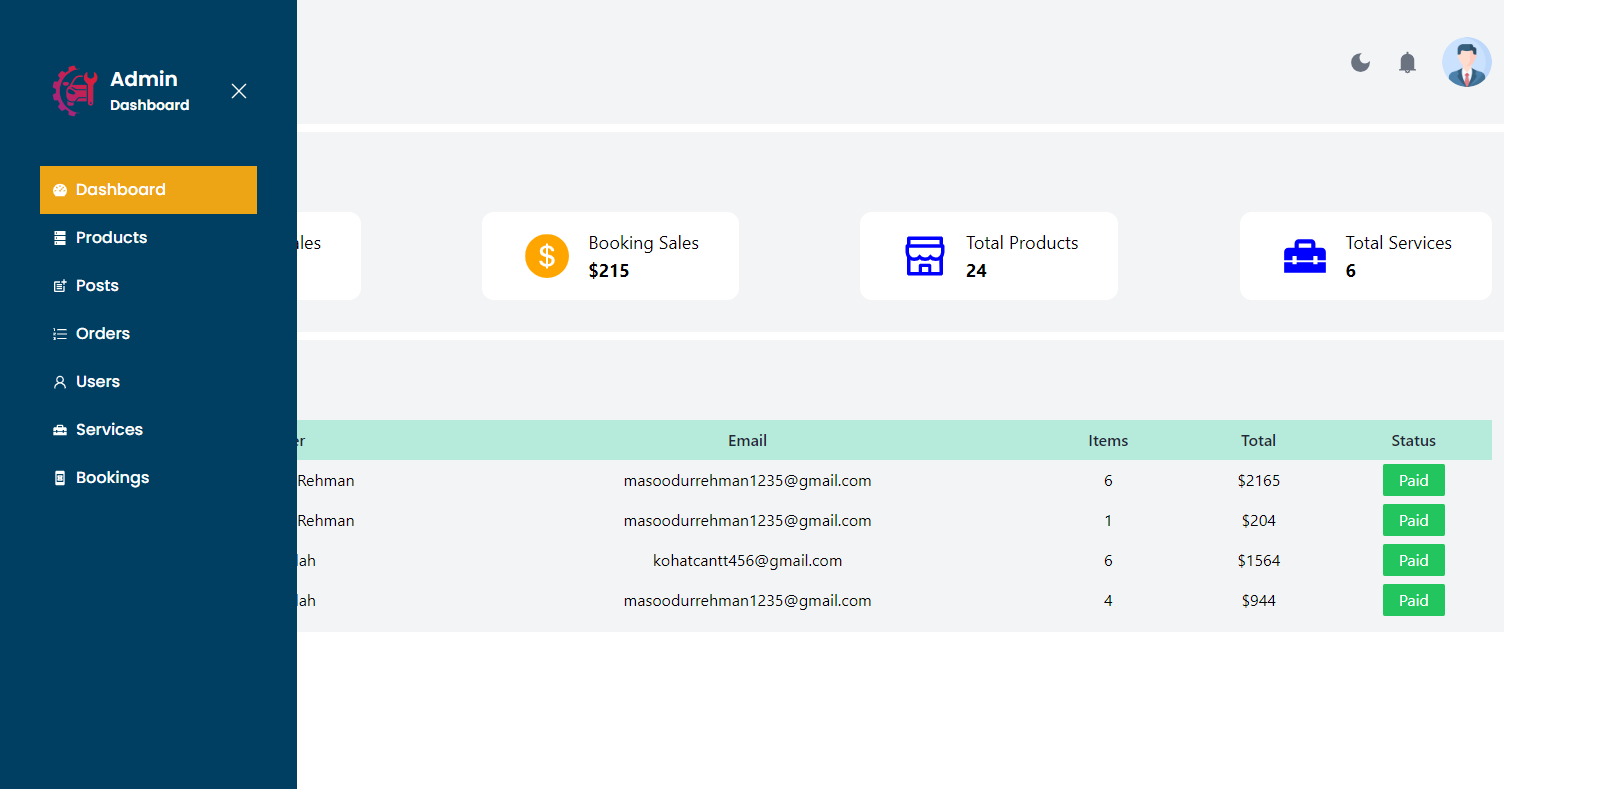 Admin
Dashboard
Dashboard
Products
Posts
Orders
Users
Services
Bookings
Booking Sales
$215
Total Products
24
Total Services
6
Email Items Total Status
Rehman masoodurrehman1235@gmail.com 6 $2165 Paid
Rehman masoodurrehman1235@gmail.com 1 $204 Paid
kohatcantt456@gmail.com 6 $1564 Paid
masoodurrehman1235@gmail.com 4 $944 Paid